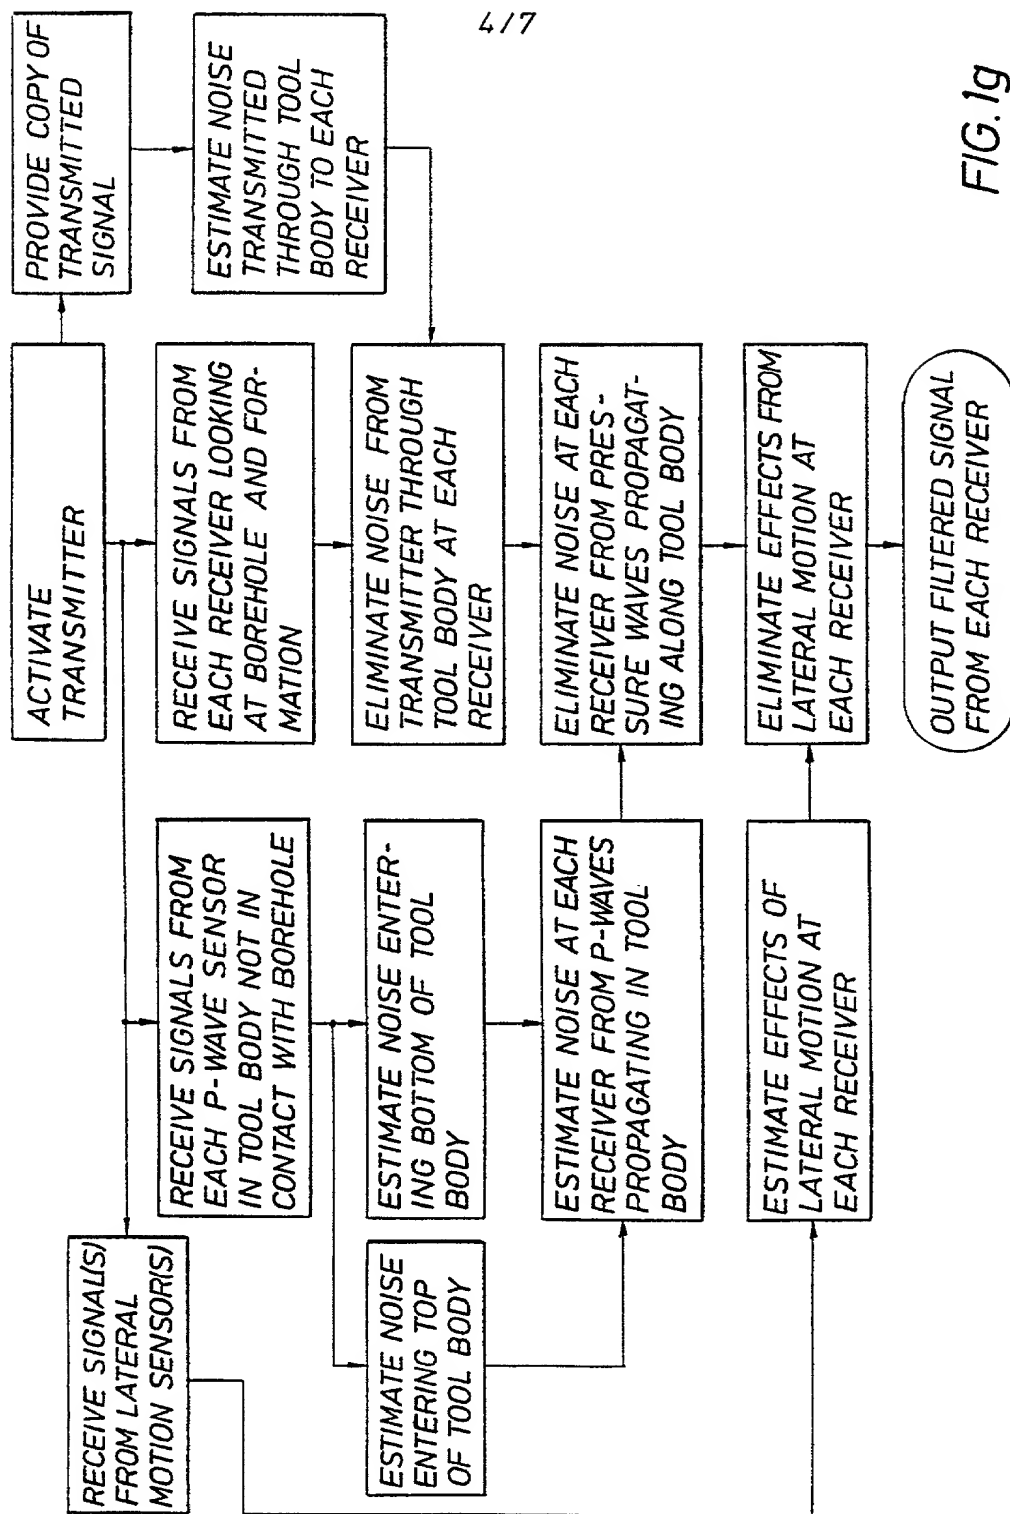 4/7
ACTIVATE
TRANSMITTER
PROVIDE COPY OF
TRANSMITTED
SIGNAL
ESTIMATE NOISE
TRANSMITTED
THROUGH TOOL
BODY TO EACH
RECEIVER
RECEIVE SIGNALS FROM
EACH RECEIVER LOOKING
AT BOREHOLE AND FOR-
MATION
ELIMINATE NOISE FROM
TRANSMITTER THROUGH
TOOL BODY AT EACH
RECEIVER
ELIMINATE NOISE AT EACH
RECEIVER FROM PRES-
SURE WAVES PROPAGAT-
ING ALONG TOOL BODY
ELIMINATE EFFECTS FROM
LATERAL MOTION AT
EACH RECEIVER
OUTPUT FILTERED SIGNAL
FROM EACH RECEIVER
RECEIVE SIGNALS FROM
EACH P-WAVE SENSOR
IN TOOL BODY NOT IN
CONTACT WITH BOREHOLE
ESTIMATE NOISE ENTER-
ING BOTTOM OF TOOL
BODY
ESTIMATE NOISE AT EACH
RECEIVER FROM P-WAVES
PROPAGATING IN TOOL
BODY
ESTIMATE EFFECTS OF
LATERAL MOTION AT
EACH RECEIVER
RECEIVE SIGNAL(S)
FROM LATERAL
MOTION SENSOR(S)
ESTIMATE NOISE
ENTERING TOP
OF TOOL BODY
FIG.1g